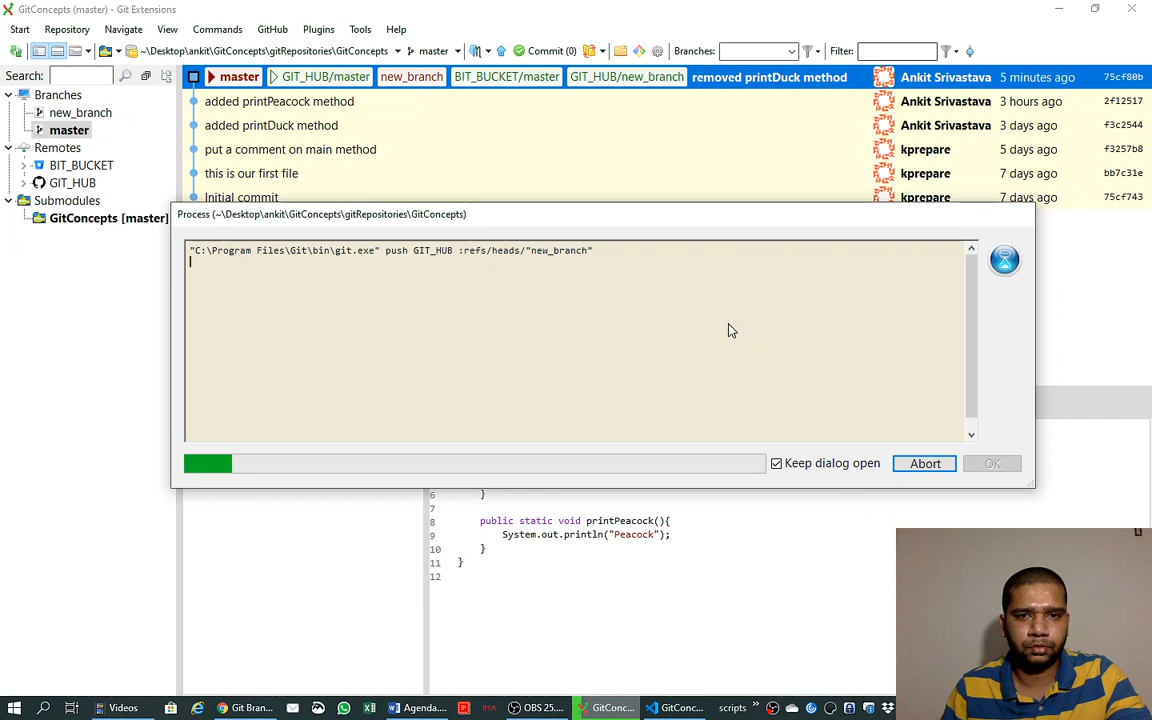 GitConcepts (master) - Git Extensions
Start Repository Navigate View Commands GitHub Plugins Tools Help
~\Desktop\ankit\GitConcepts\gitRepositories\GitConcepts master Commit (0) Branches: Filter:
Search:
master GIT_HUB/master new_branch BIT_BUCKET/master GIT_HUB/new_branch removed printDuck method Ankit Srivastava 5 minutes ago 75cf80b
Branches
added printPeacock method Ankit Srivastava 3 hours ago 2f12517
new_branch
added printDuck method Ankit Srivastava 3 days ago f3c2544
master
Remotes
put a comment on main method kprepare 5 days ago f3257b8
BIT_BUCKET
this is our first file kprepare 7 days ago bb7c31e
GIT_HUB
Submodules
Initial commit kprepare 7 days ago 75cf743
GitConcepts [master]
Process (~\Desktop\ankit\GitConcepts\gitRepositories\GitConcepts)
"C:\Program Files\Git\bin\git.exe" push GIT_HUB :refs/heads/"new_branch"
Keep dialog open Abort OK
6 }
7
8 public static void printPeacock(){
9 System.out.println("Peacock");
10 }
11 }
12
Videos Git Bran... Agenda... OBS 25.... GitConc... GitConc... scripts »